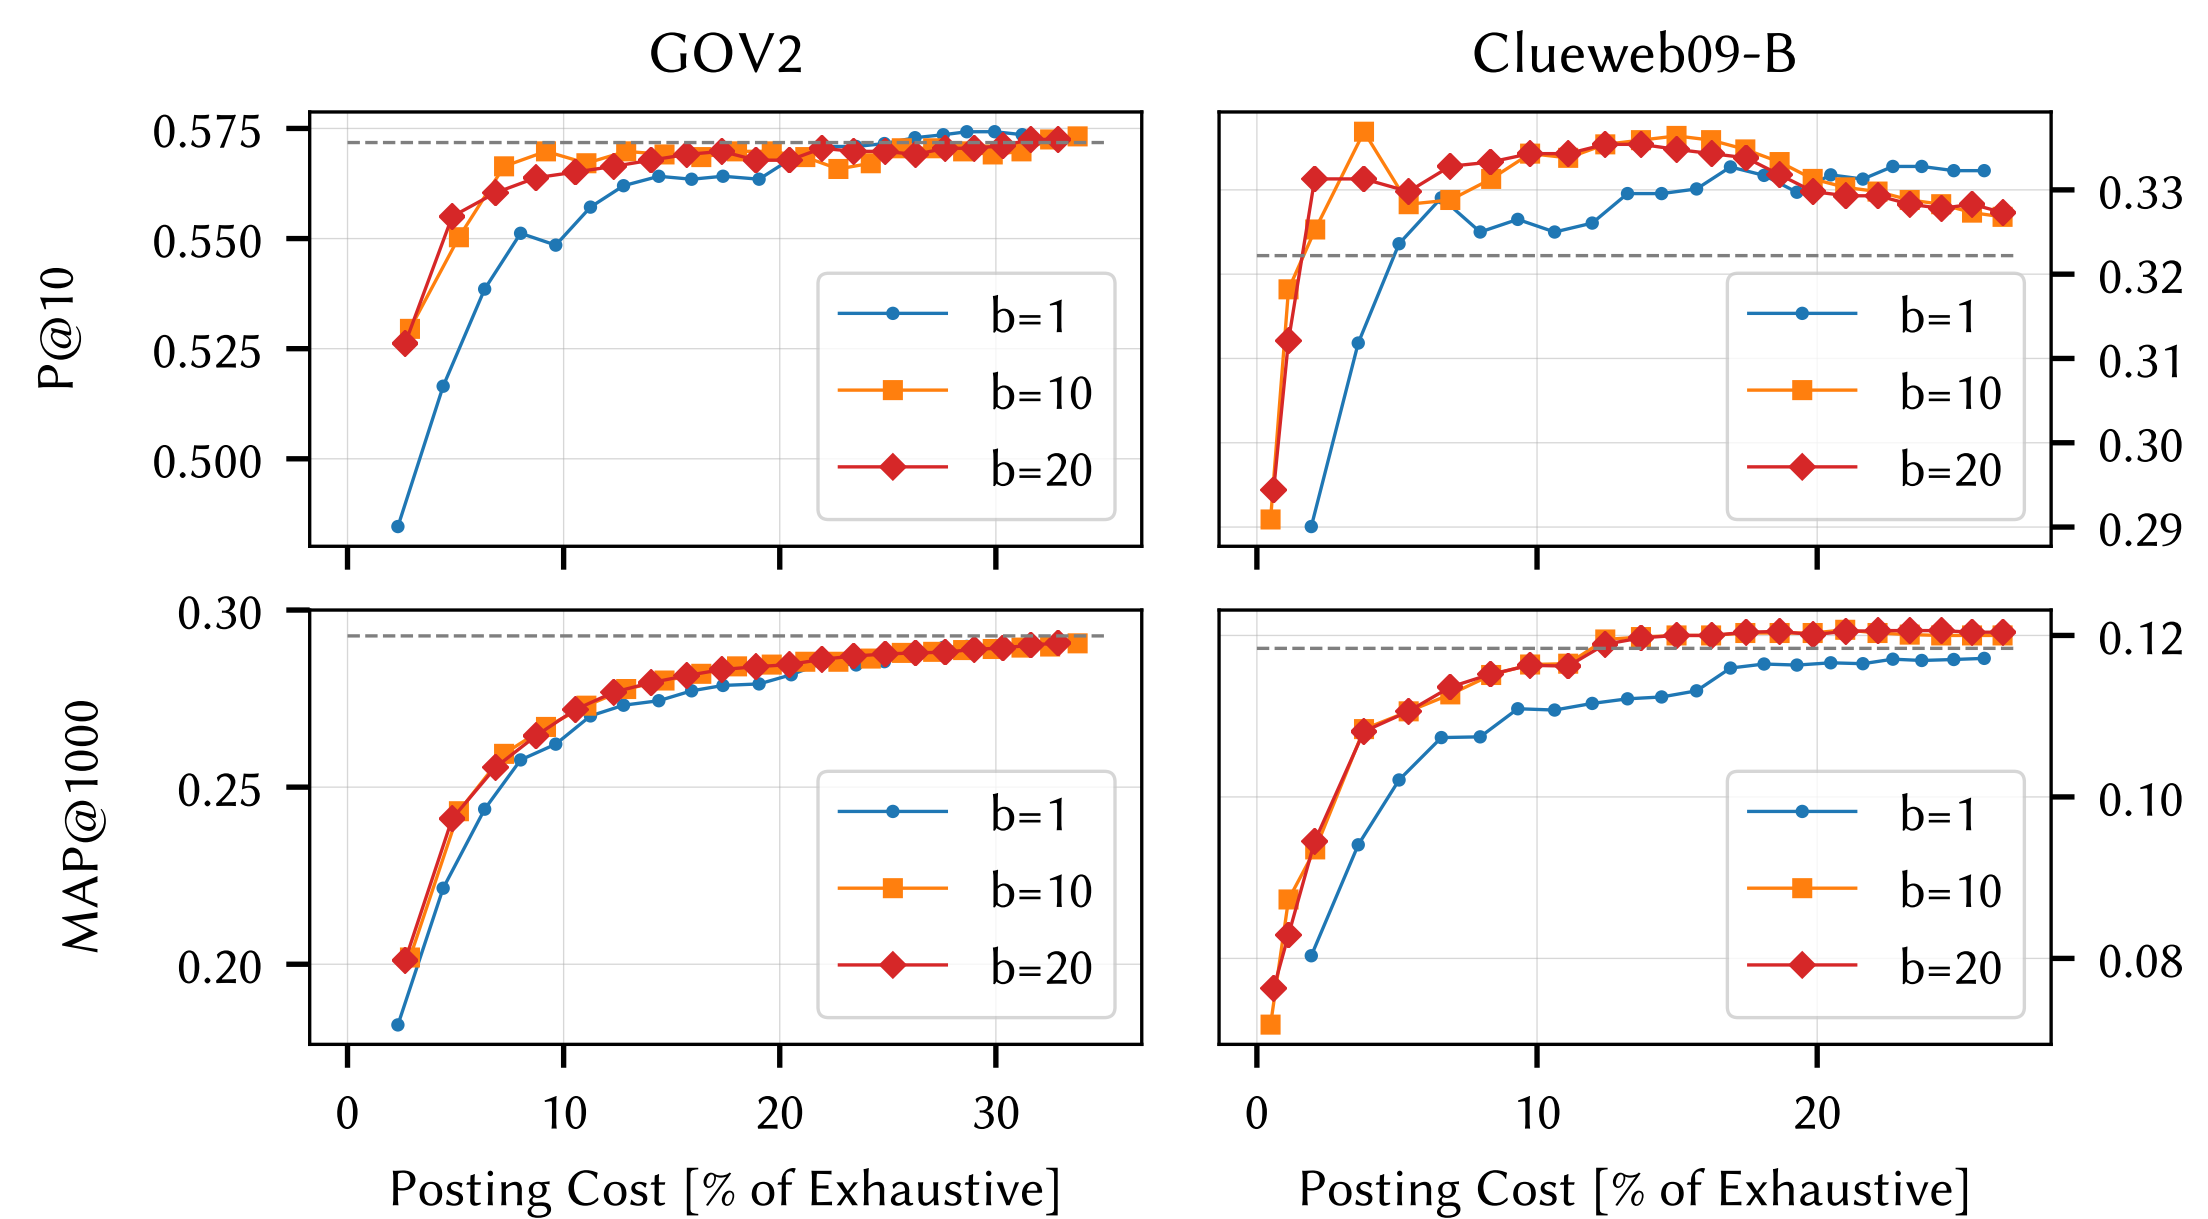 GOV2
Clueweb09-B
P@10
0.575
0.550
0.525
0.500
b=1
b=10
b=20
0.33
0.32
0.31
0.30
0.29
b=1
b=10
b=20
MAP@1000
0.30
0.25
0.20
b=1
b=10
b=20
0.12
0.10
0.08
b=1
b=10
b=20
0 10 20 30
0 10 20
Posting Cost [% of Exhaustive]
Posting Cost [% of Exhaustive]